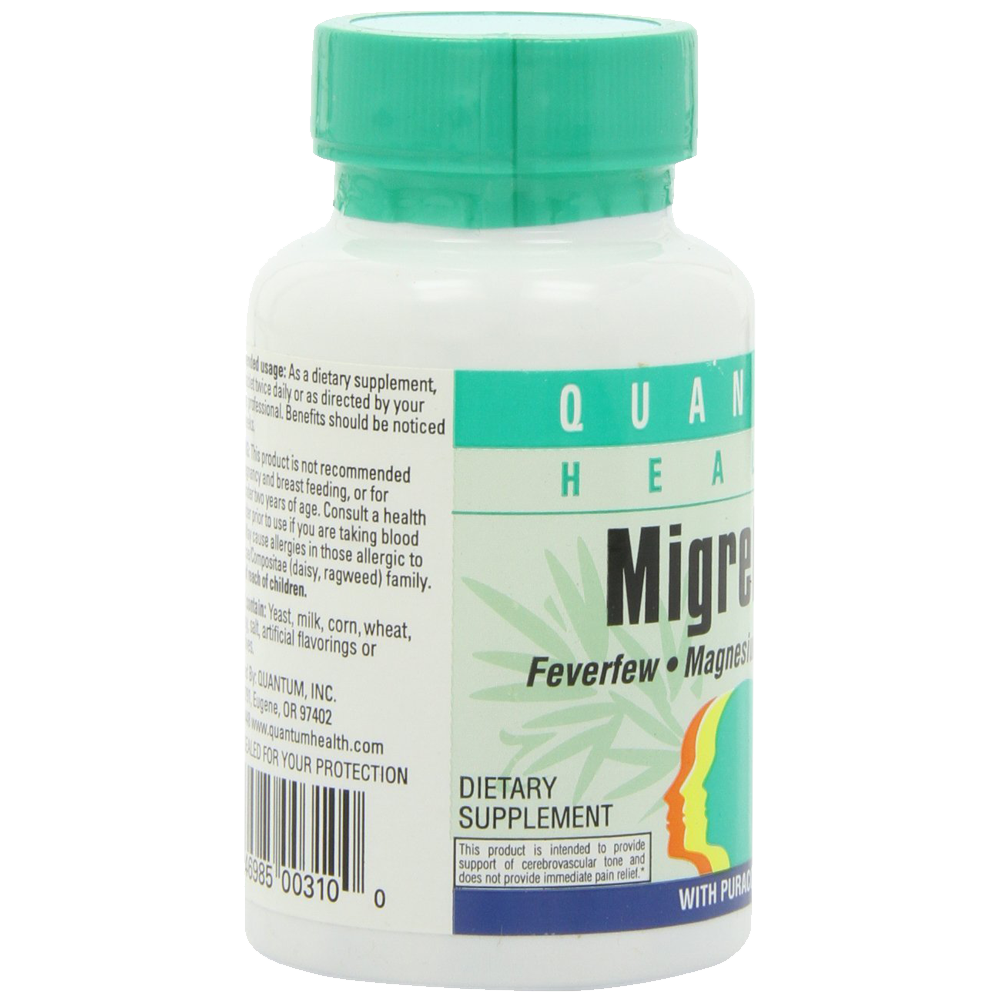 usage: As a dietary supplement,
twice daily or as directed by your
Benefits should be noticed
This product is not recommended
and breast feeding, or for
two years of age. Consult a health
prior to use if you are taking blood
cause allergies in those allergic to
Compositae (daisy, ragweed) family.
reach of children.
Yeast, milk, corn, wheat,
salt, artificial flavorings or
By: QUANTUM, INC.
Eugene, OR 97402
www.quantumhealth.com
FOR YOUR PROTECTION
6985 00310 0
QUAN
HEA
Migre
Feverfew • Magnesi
DIETARY
SUPPLEMENT
This product is intended to provide
support of cerebrovascular tone and
does not provide immediate pain relief.*
WITH PURAC